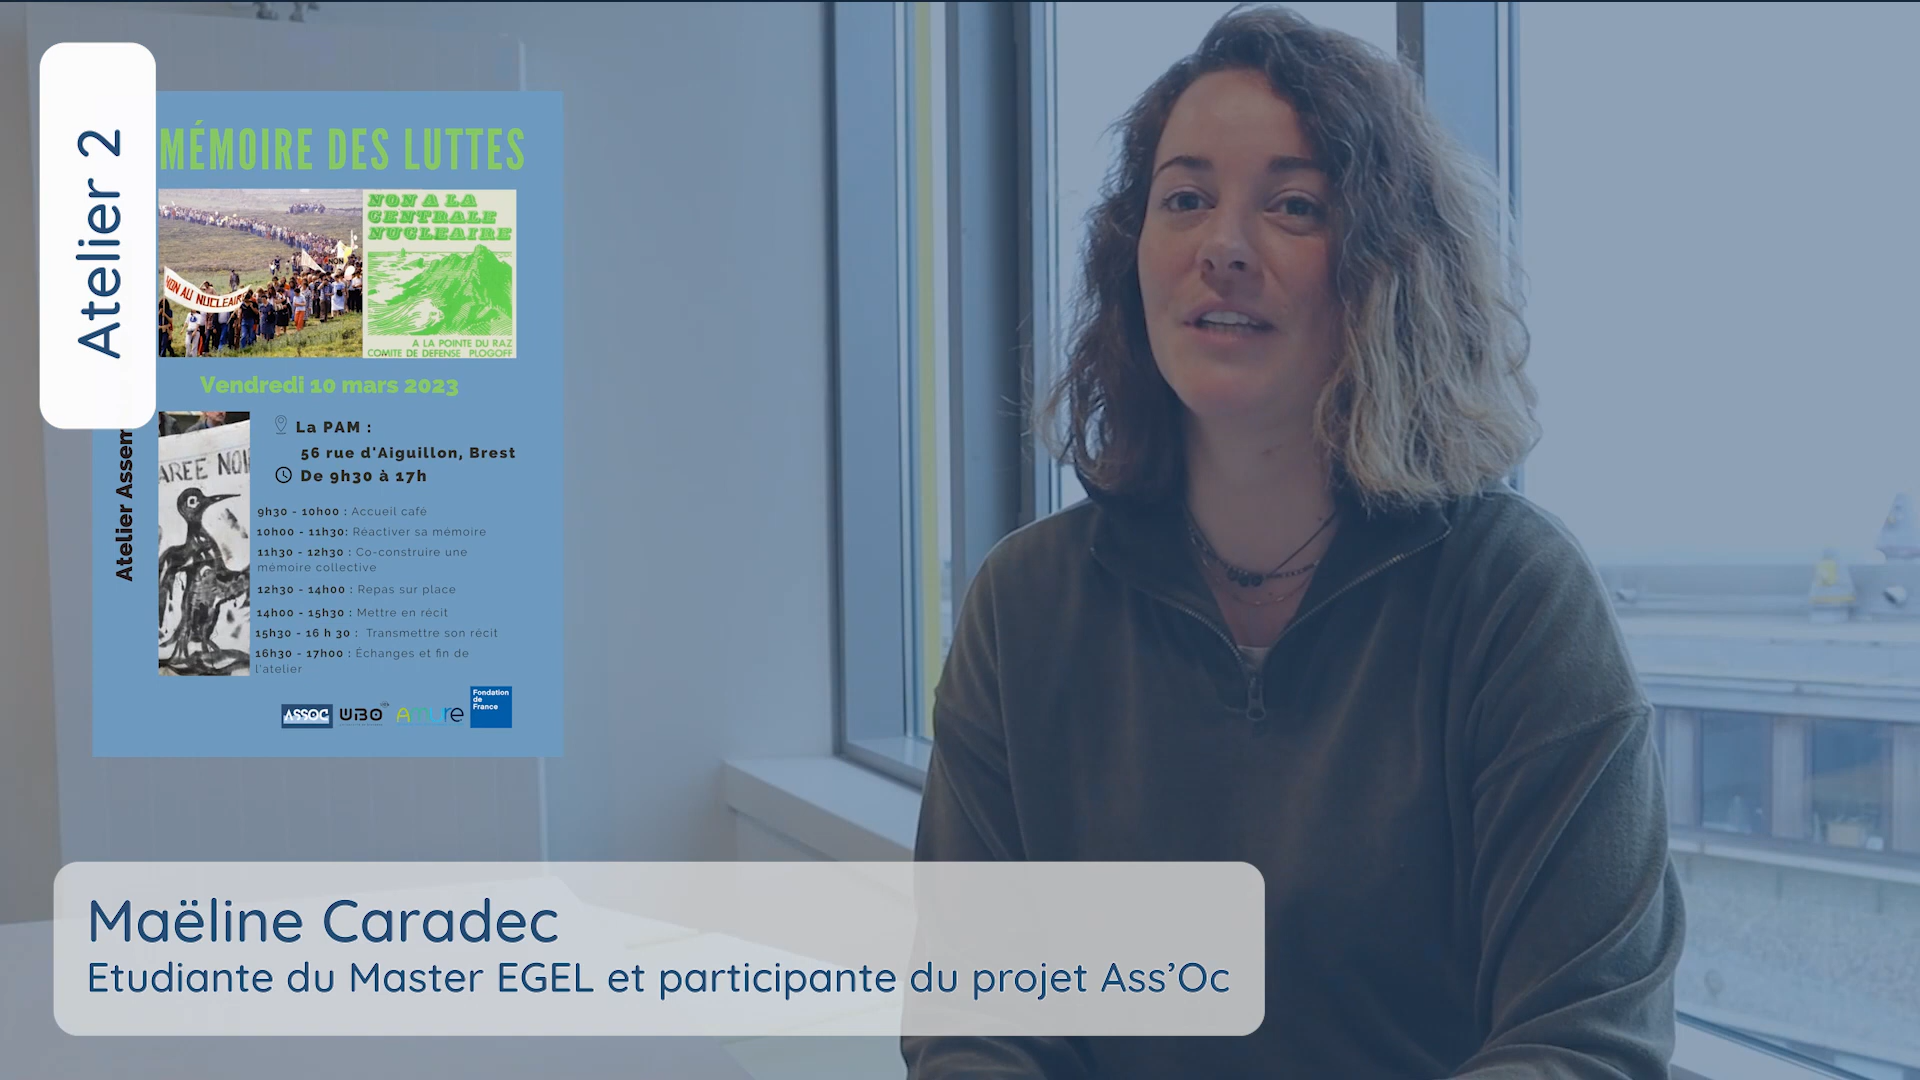 Atelier 2
MÉMOIRE DES LUTTES
NON AU NUCLEAIRE
NON
NON A LA
CENTRALE
NUCLEAIRE
A LA POINTE DU RAZ
COMITE DE DEFENSE PLOGOFF
Vendredi 10 mars 2023
Atelier Assem
AREE NOI
La PAM :
56 rue d'Aiguillon, Brest
De 9h30 à 17h
9h30 - 10h00 : Accueil café
10h00 - 11h30: Réactiver sa mémoire
11h30 - 12h30 : Co-construire une
mémoire collective
12h30 - 14h00 : Repas sur place
14h00 - 15h30 : Mettre en récit
15h30 - 16 h 30 : Transmettre son récit
16h30 - 17h00 : Échanges et fin de
l'atelier
ASSOC
UBO
Amure
Fondation
de
France
Maëline Caradec
Etudiante du Master EGEL et participante du projet Ass’Oc